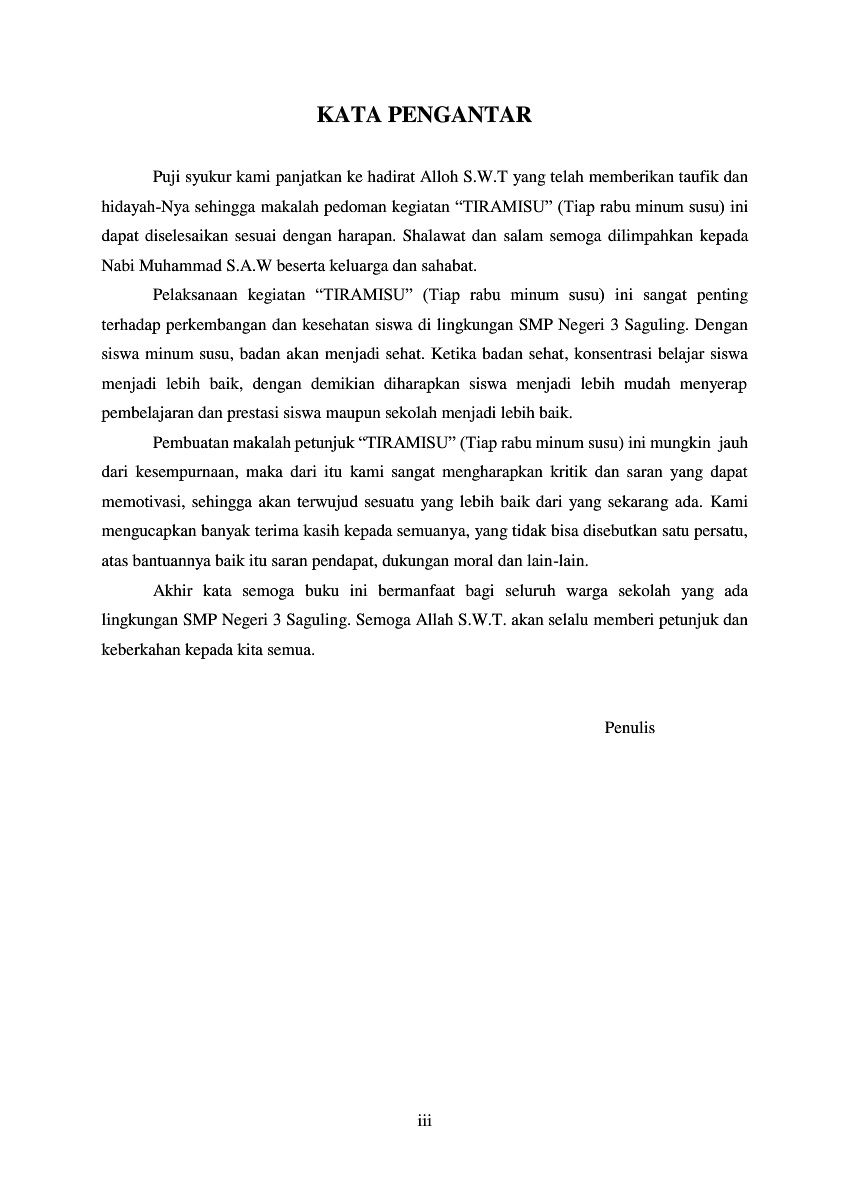 KATA PENGANTAR
Puji syukur kami panjatkan ke hadirat Alloh S.W.T yang telah memberikan taufik dan
hidayah-Nya sehingga makalah pedoman kegiatan “TIRAMISU” (Tiap rabu minum susu) ini
dapat diselesaikan sesuai dengan harapan. Shalawat dan salam semoga dilimpahkan kepada
Nabi Muhammad S.A.W beserta keluarga dan sahabat.
Pelaksanaan kegiatan “TIRAMISU” (Tiap rabu minum susu) ini sangat penting
terhadap perkembangan dan kesehatan siswa di lingkungan SMP Negeri 3 Saguling. Dengan
siswa minum susu, badan akan menjadi sehat. Ketika badan sehat, konsentrasi belajar siswa
menjadi lebih baik, dengan demikian diharapkan siswa menjadi lebih mudah menyerap
pembelajaran dan prestasi siswa maupun sekolah menjadi lebih baik.
Pembuatan makalah petunjuk “TIRAMISU” (Tiap rabu minum susu) ini mungkin jauh
dari kesempurnaan, maka dari itu kami sangat mengharapkan kritik dan saran yang dapat
memotivasi, sehingga akan terwujud sesuatu yang lebih baik dari yang sekarang ada. Kami
mengucapkan banyak terima kasih kepada semuanya, yang tidak bisa disebutkan satu persatu,
atas bantuannya baik itu saran pendapat, dukungan moral dan lain-lain.
Akhir kata semoga buku ini bermanfaat bagi seluruh warga sekolah yang ada
lingkungan SMP Negeri 3 Saguling. Semoga Allah S.W.T. akan selalu memberi petunjuk dan
keberkahan kepada kita semua.
Penulis
iii